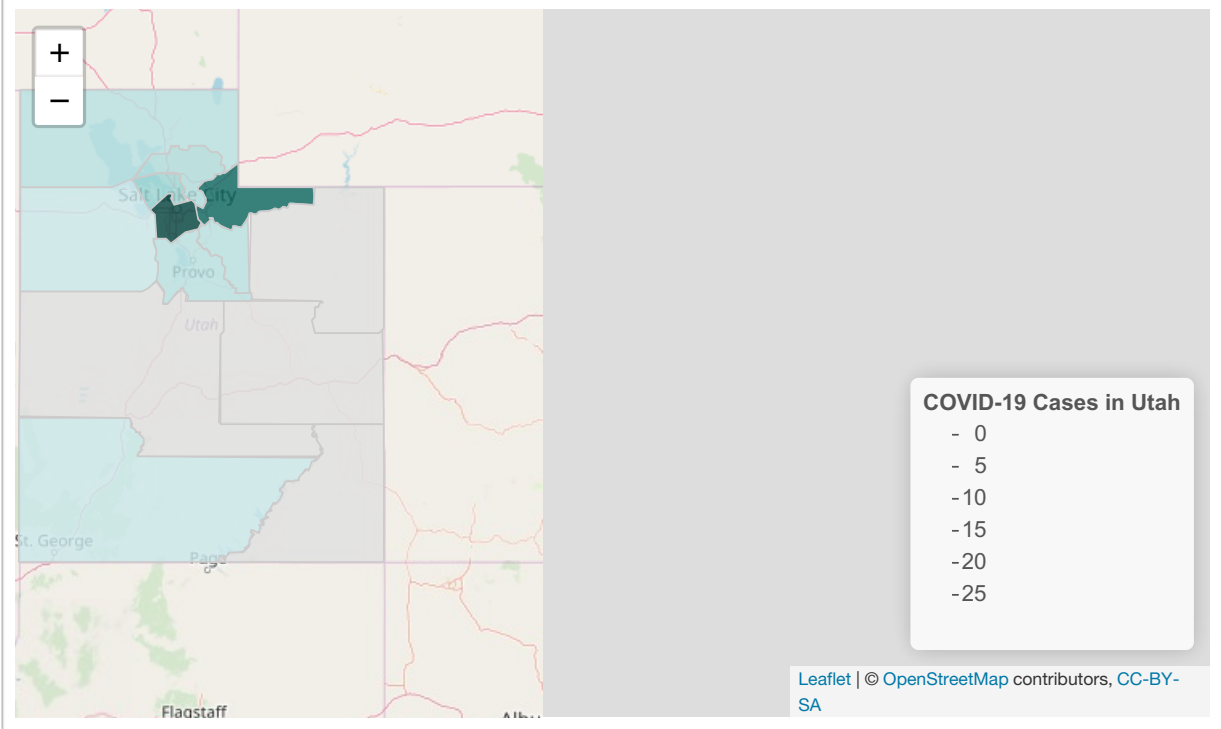 +
−
Salt Lake City
Provo
Utah
St. George
Page
Flagstaff
COVID-19 Cases in Utah
- 0
- 5
-10
-15
-20
-25
Leaflet | © OpenStreetMap contributors, CC-BY-
SA